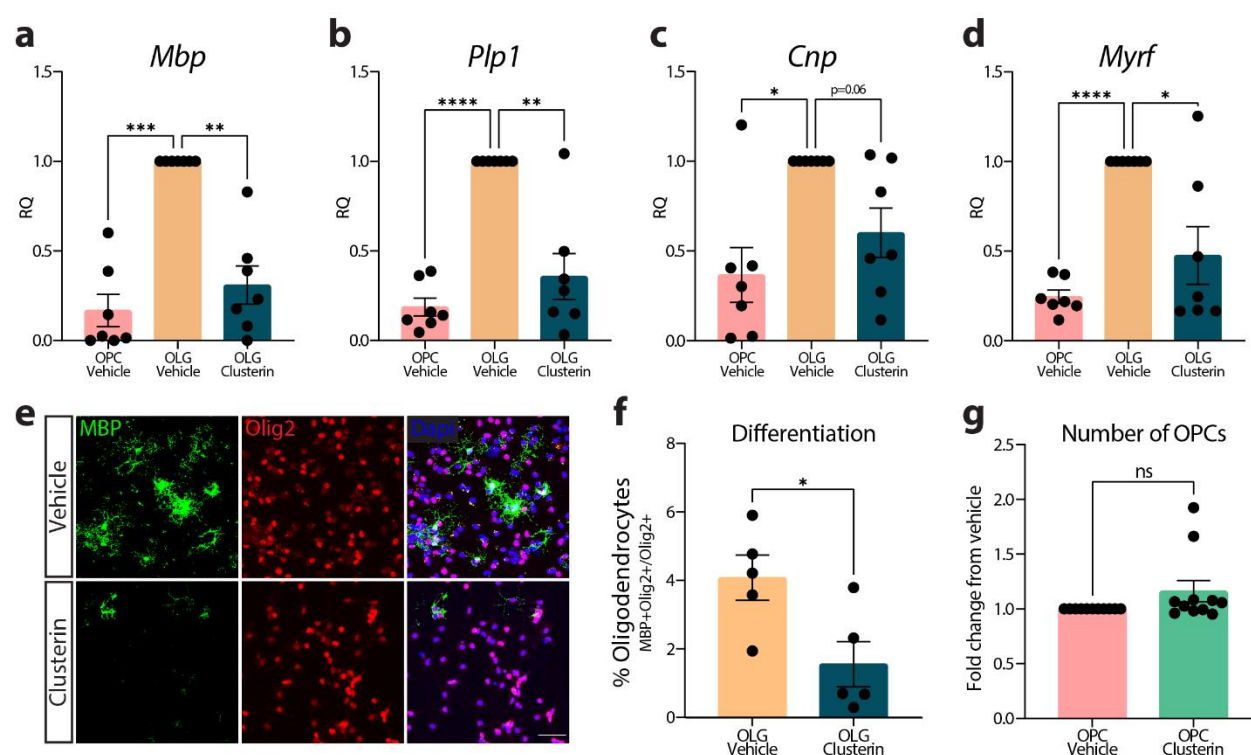 a
Mbp
RQ
1.5
1.0
0.5
0.0
***
**
OPC
Vehicle
OLG
Vehicle
OLG
Clusterin
b
Plp1
RQ
1.5
1.0
0.5
0.0
****
**
OPC
Vehicle
OLG
Vehicle
OLG
Clusterin
c
Cnp
RQ
1.5
1.0
0.5
0.0
*
p=0.06
OPC
Vehicle
OLG
Vehicle
OLG
Clusterin
d
Myrf
RQ
1.5
1.0
0.5
0.0
****
*
OPC
Vehicle
OLG
Vehicle
OLG
Clusterin
e
Vehicle
Clusterin
MBP
Olig2
Dapi
f
Differentiation
% Oligodendrocytes
MBP+Olig2+/Olig2+
8
6
4
2
0
*
OLG
Vehicle
OLG
Clusterin
g
Number of OPCs
Fold change from vehicle
2.5
2.0
1.5
1.0
0.5
0.0
ns
OPC
Vehicle
OPC
Clusterin